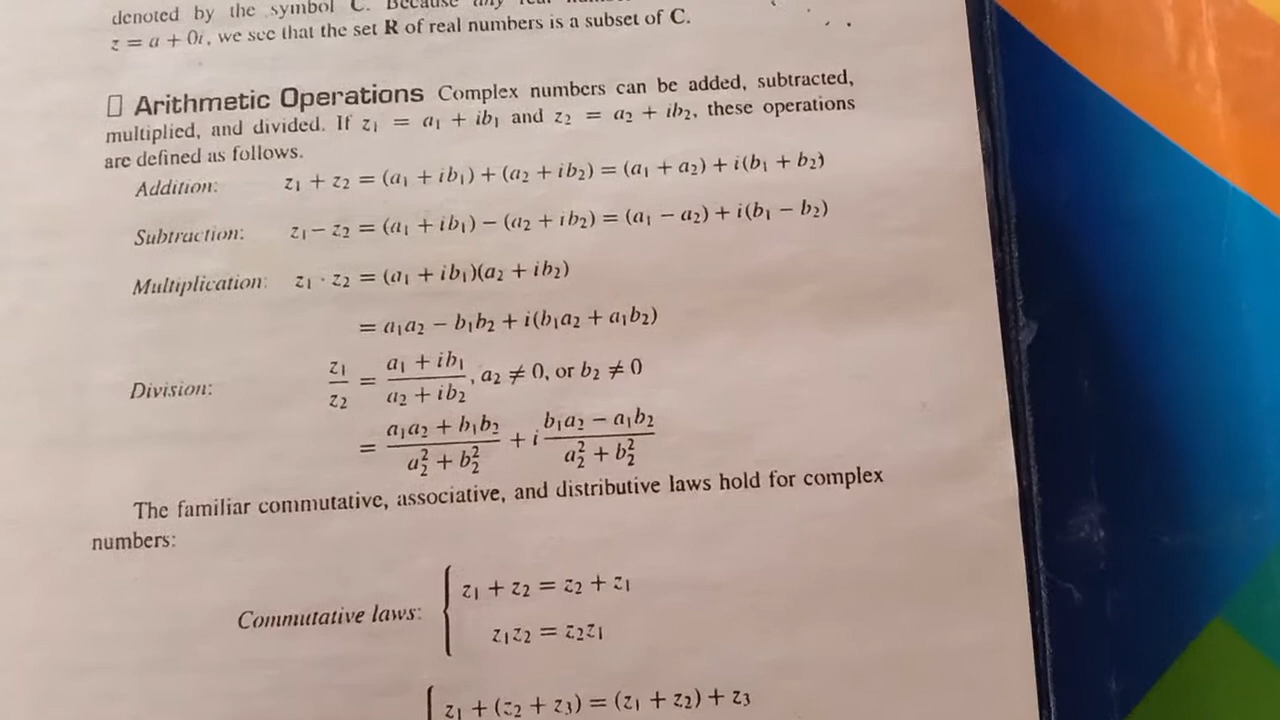 denoted by the symbol C. Because any real
z = a + 0i, we see that the set R of real numbers is a subset of C.
Arithmetic Operations Complex numbers can be added, subtracted,
multiplied, and divided. If z₁ = a₁ + ib₁ and z₂ = a₂ + ib₂, these operations
are defined as follows.
Addition: z₁ + z₂ = (a₁ + ib₁) + (a₂ + ib₂) = (a₁ + a₂) + i(b₁ + b₂)
Subtraction: z₁ − z₂ = (a₁ + ib₁) − (a₂ + ib₂) = (a₁ − a₂) + i(b₁ − b₂)
Multiplication: z₁ · z₂ = (a₁ + ib₁)(a₂ + ib₂)
= a₁a₂ − b₁b₂ + i(b₁a₂ + a₁b₂)
Division: z₁/z₂ = (a₁ + ib₁)/(a₂ + ib₂), a₂ ≠ 0, or b₂ ≠ 0
= (a₁a₂ + b₁b₂)/(a₂² + b₂²) + i (b₁a₂ − a₁b₂)/(a₂² + b₂²)
The familiar commutative, associative, and distributive laws hold for complex
numbers:
Commutative laws: { z₁ + z₂ = z₂ + z₁
z₁z₂ = z₂z₁
{ z₁ + (z₂ + z₃) = (z₁ + z₂) + z₃